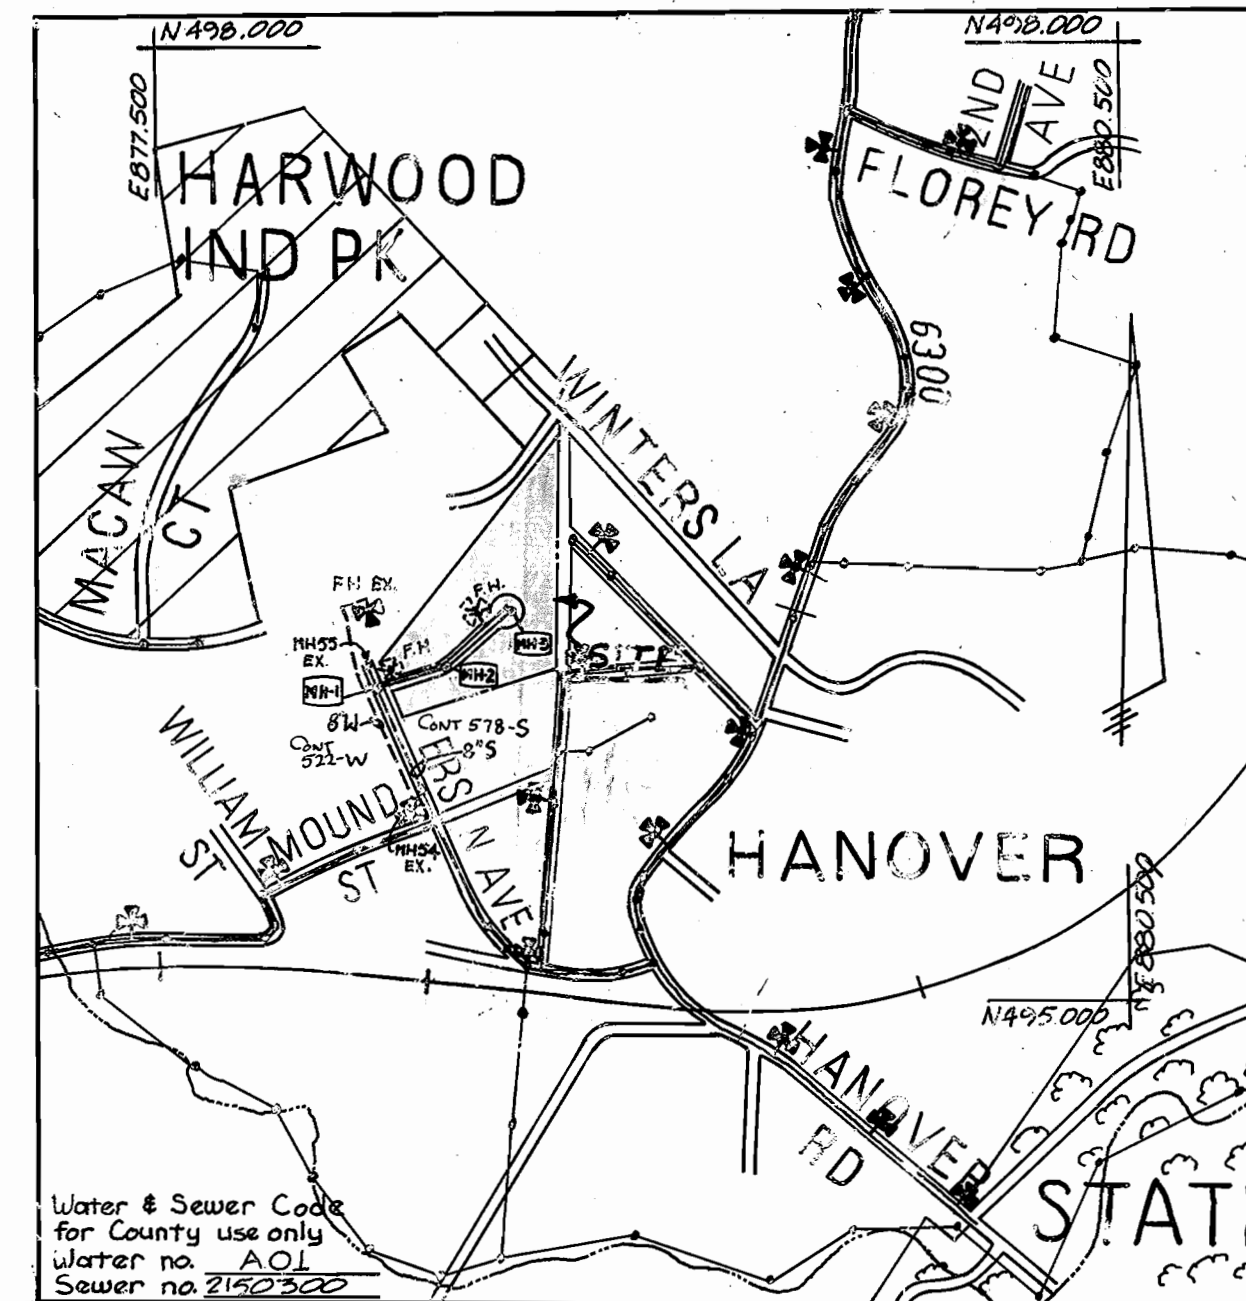 N498.000
N498.000
E877.500
E880.500
2ND
AVE
HARWOOD
IND PK
FLOREY RD
6300
WINTERS LA
MACAW
CT
FH EX.
F.H.
MH55
EX.
F.H
MH-3
SITE
MH-2
MH-1
8"W
CONT 578-S
CONT
522-W
8"S
WILLIAM
ST
MOUND
ST
ERS
N AVE
MH54
EX.
HANOVER
E880.500
N495.000
HANOVER
RD
STAT
Water & Sewer Code
for County use only
Water no. A01
Sewer no. 2150300